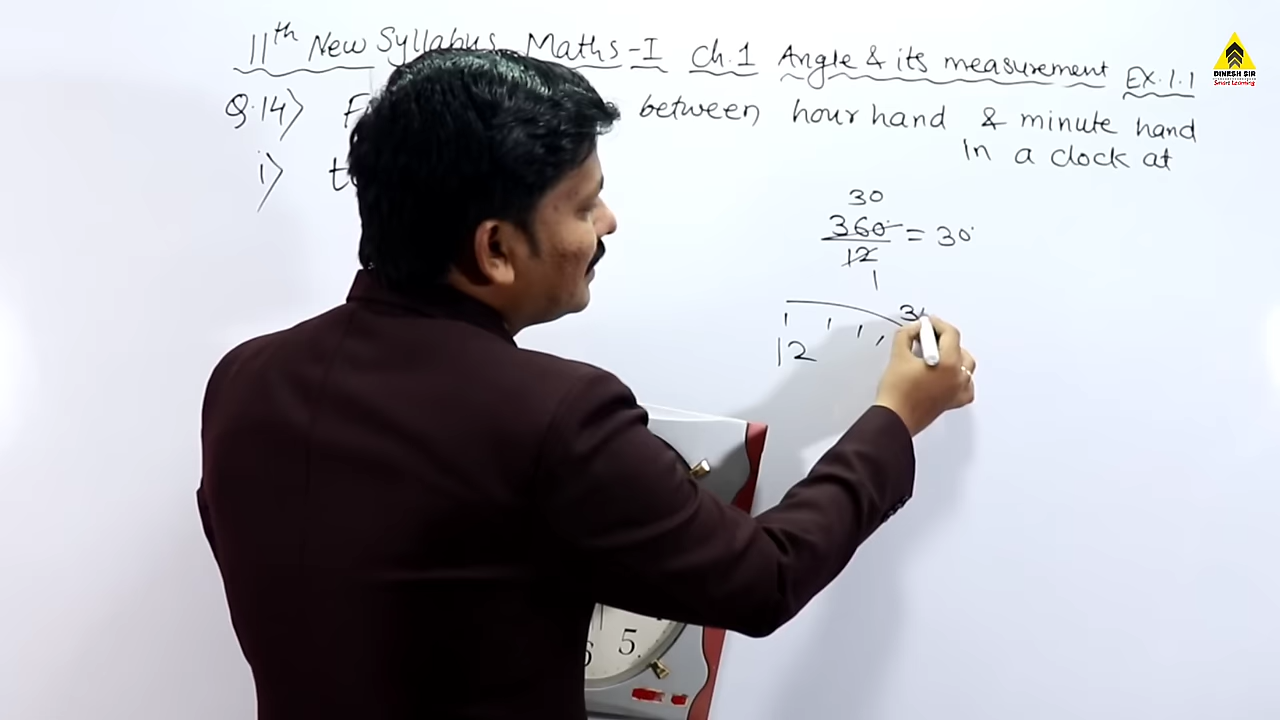 11th New Syllabus Maths-I Ch.1 Angle & its measurement Ex.1.1
Q.14) between hour hand & minute hand
In a clock at
i)
30
360° = 30°
12
1
12
5
DINESH SIR
Smart Learning